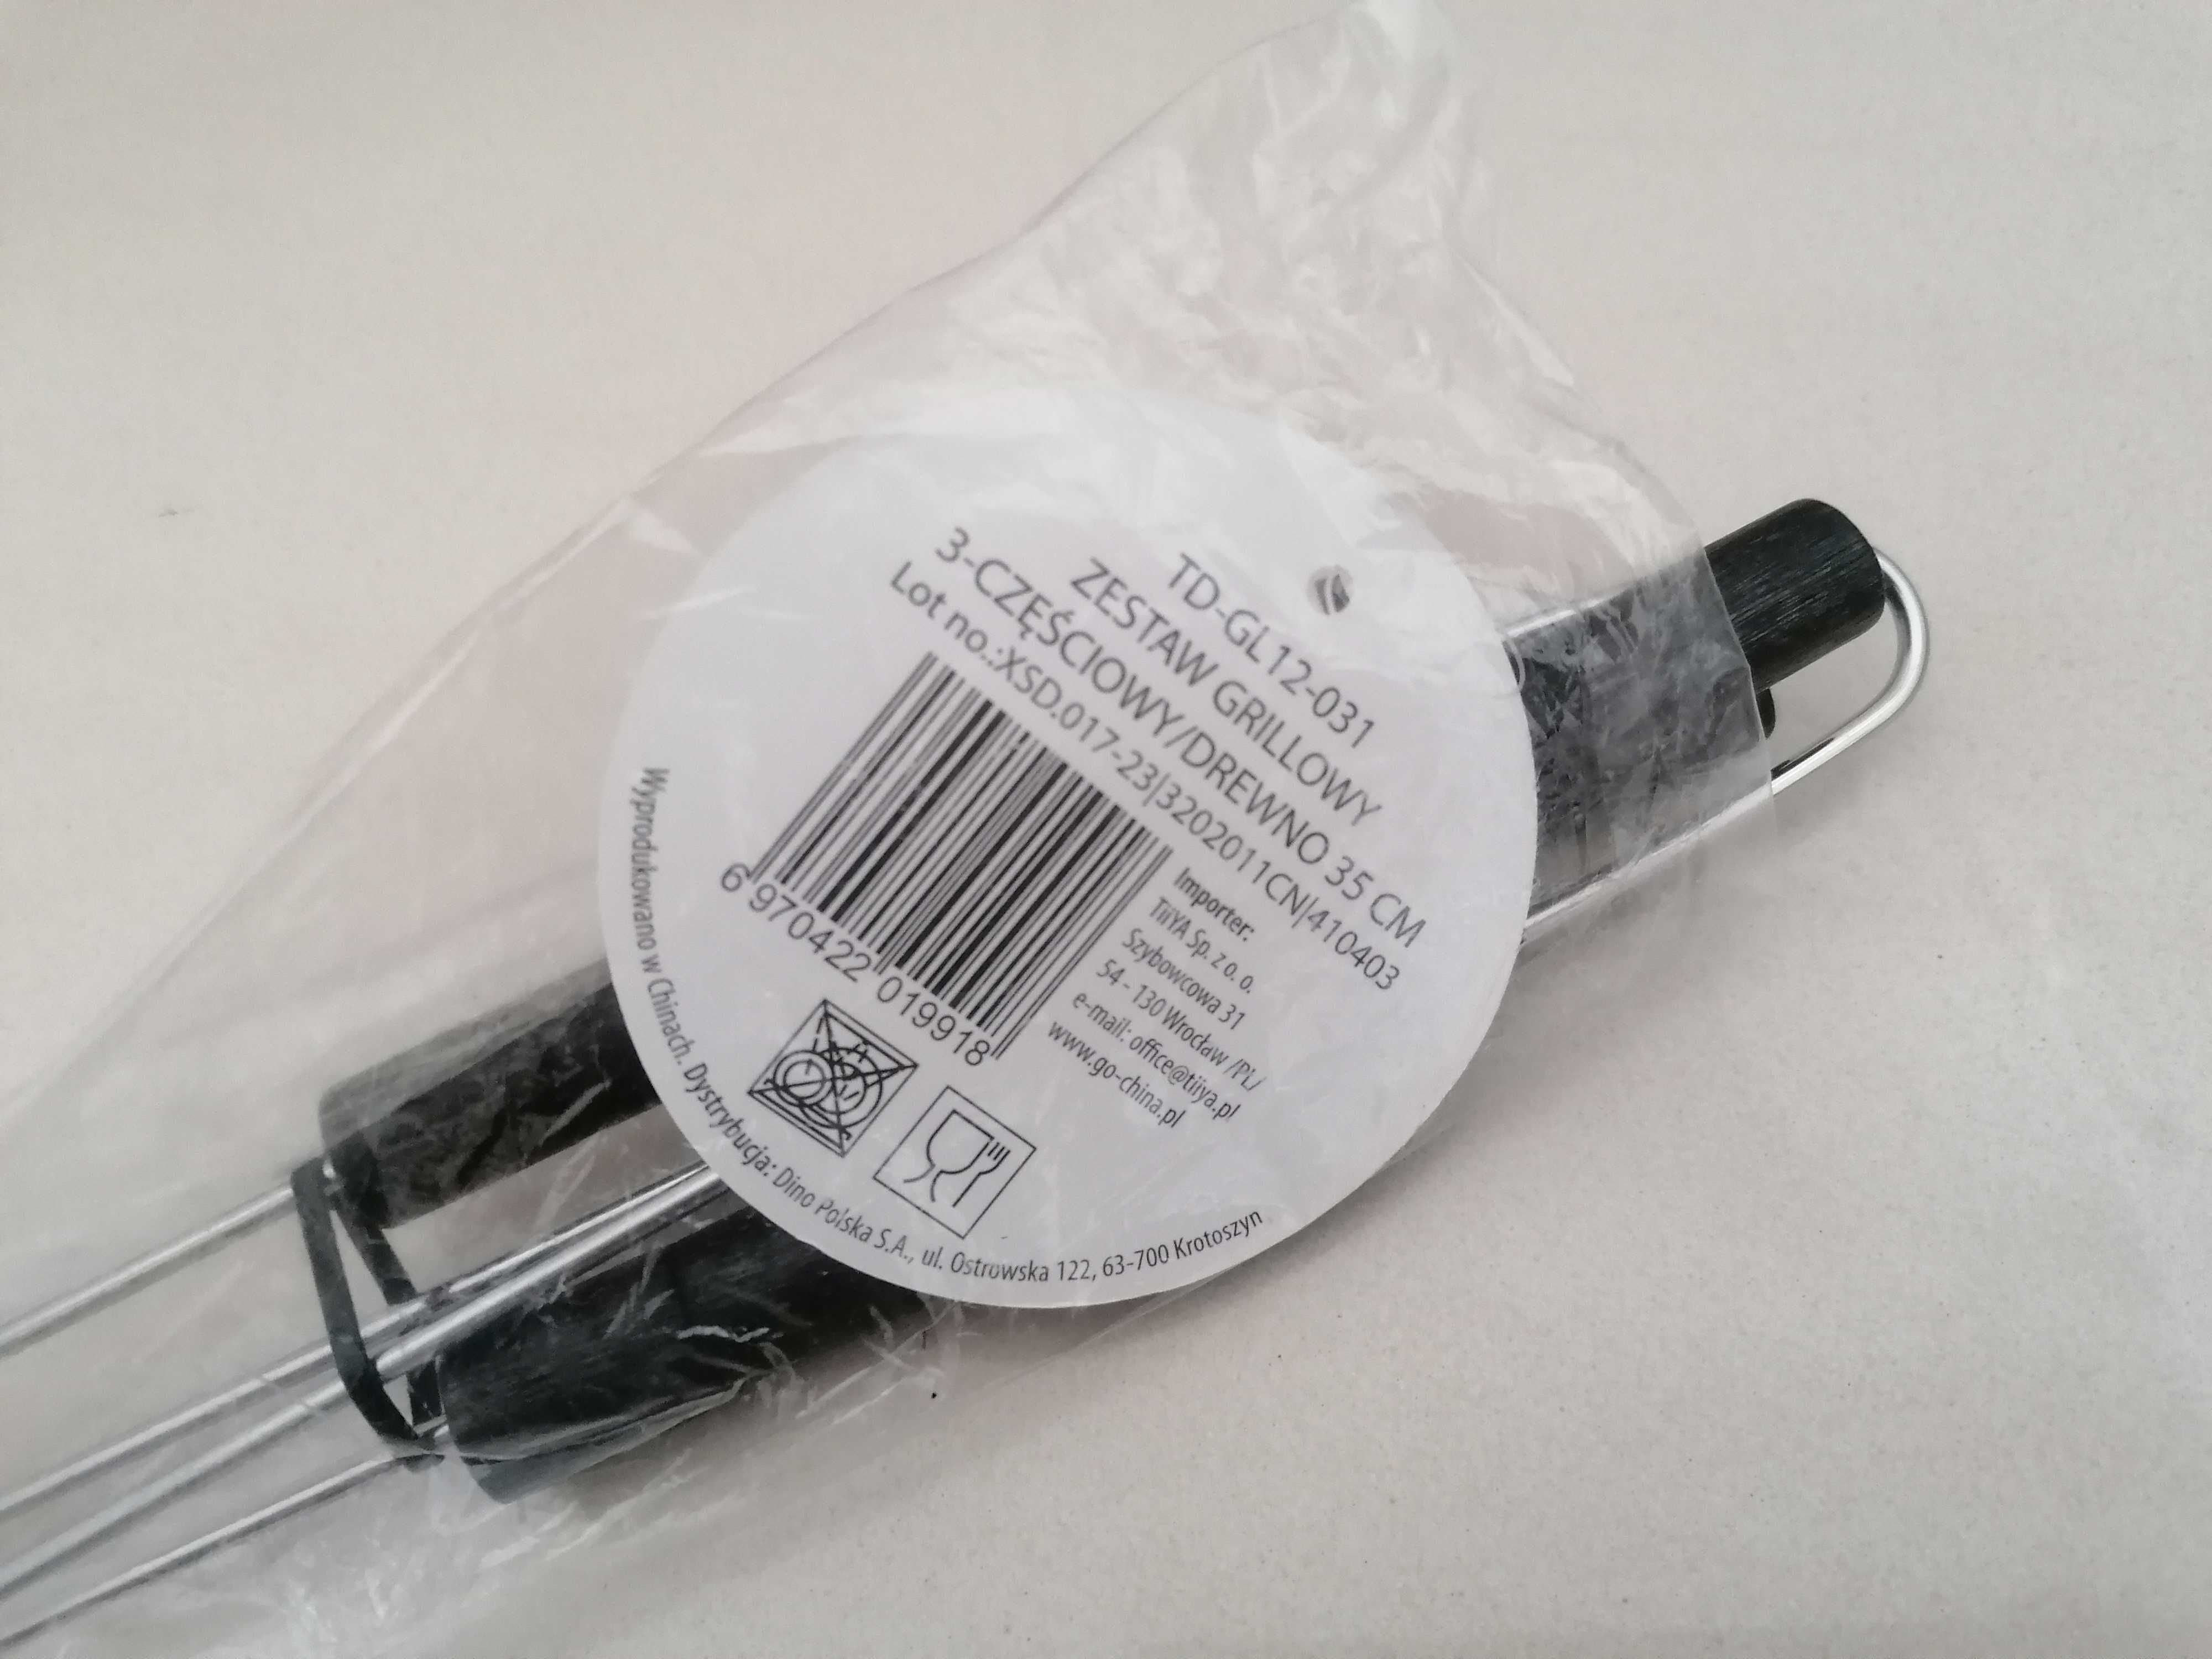 TD-GL12-031
ZESTAW GRILLOWY
3-CZĘŚCIOWY/DREWNO 35 CM
Lot no.:XSD.017-23|3202011CN|410403
6 970422 019918
Importer:
TiiYA Sp. z o. o.
Szybowcowa 31
54 - 130 Wrocław /PL/
e-mail: office@tiiya.pl
www.go-china.pl
Wyprodukowano w Chinach. Dystrybucja: Dino Polska S.A., ul. Ostrowska 122, 63-700 Krotoszyn